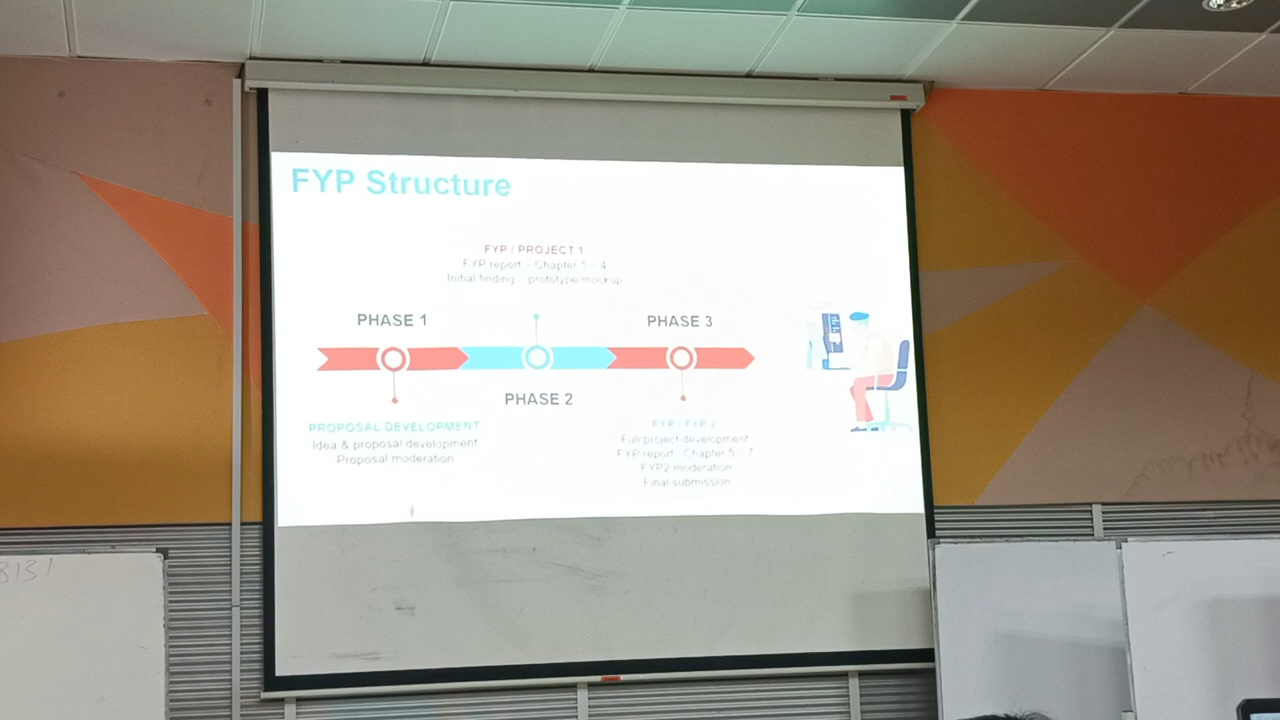 FYP Structure
FYP / PROJECT 1
FYP report - Chapter 1 - 4
Initial finding - prototype/mockup
PHASE 1
PHASE 3
PHASE 2
PROPOSAL DEVELOPMENT
Idea & proposal development
Proposal moderation
FYP / FYP 2
Full project development
FYP report Chapter 5 - 7
FYP2 moderation
Final submission